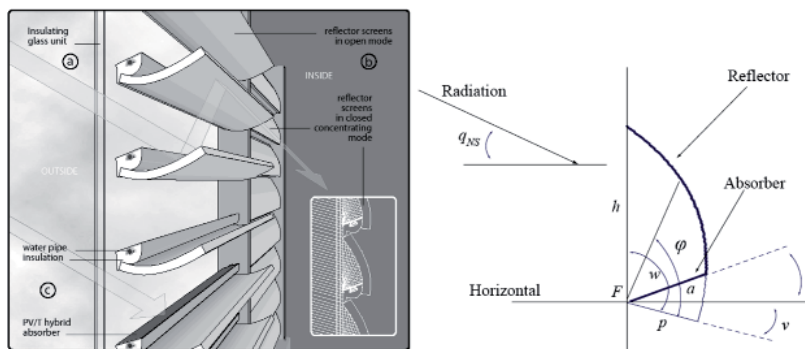 Insulating
glass unit
a
OUTSIDE
water pipe
insulation
c
PV/T hybrid
absorber
reflector screens
in open mode
INSIDE
b
reflector
screens
in closed
concentrating
mode
Radiation
q_NS
Reflector
Absorber
h
φ
w
Horizontal
F
a
p
v